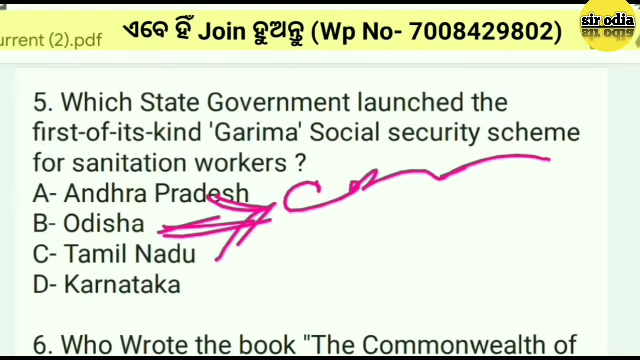 ଏବେ ହିଁ Join ହୁଅନ୍ତୁ (Wp No- 7008429802)
sir odia
urrent (2).pdf
5. Which State Government launched the
first-of-its-kind 'Garima' Social security scheme
for sanitation workers ?
A- Andhra Pradesh
B- Odisha
C- Tamil Nadu
D- Karnataka
6. Who Wrote the book "The Commonwealth of